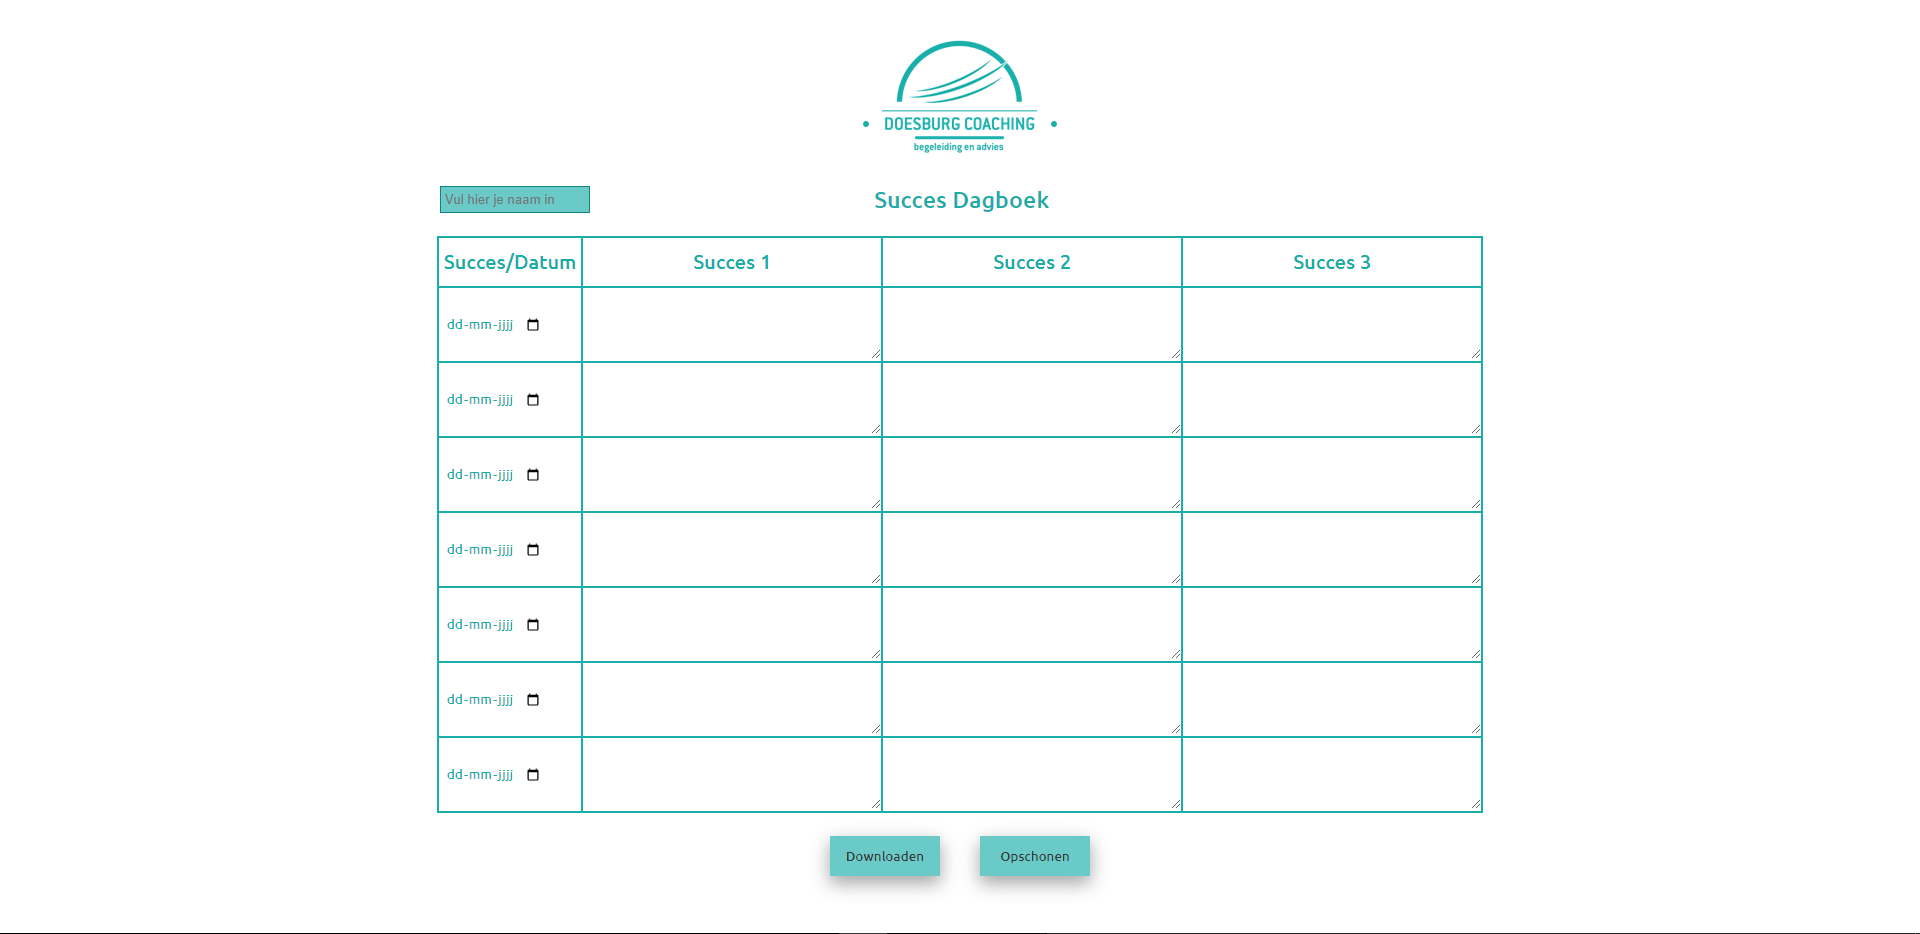 DOESBURG COACHING
begeleiding en advies
Vul hier je naam in
Succes Dagboek
Succes/Datum Succes 1 Succes 2 Succes 3
dd-mm-jjjj
dd-mm-jjjj
dd-mm-jjjj
dd-mm-jjjj
dd-mm-jjjj
dd-mm-jjjj
dd-mm-jjjj
Downloaden Opschonen